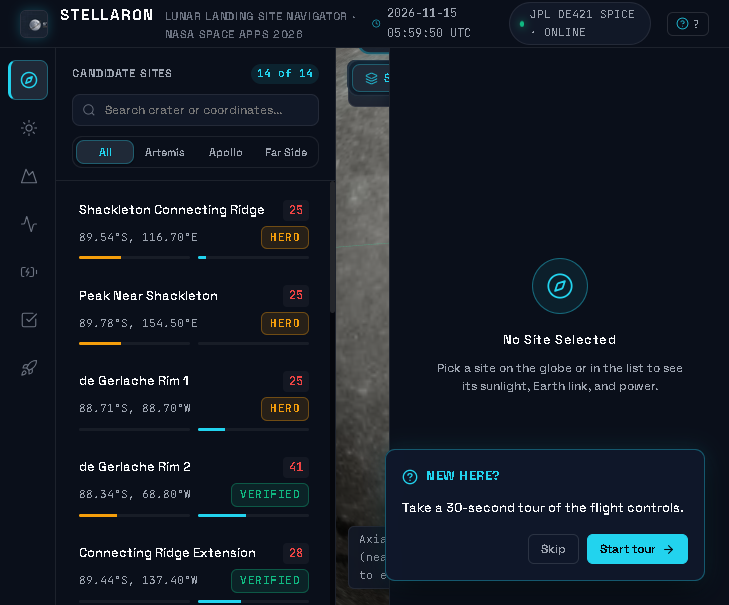 STELLARON
LUNAR LANDING SITE NAVIGATOR ·
NASA SPACE APPS 2026
2026-11-15
05:59:50 UTC
JPL DE421 SPICE
· ONLINE
?
CANDIDATE SITES
14 of 14
Search crater or coordinates...
All
Artemis
Apollo
Far Side
Shackleton Connecting Ridge
25
89.54°S, 116.70°E
HERO
Peak Near Shackleton
25
89.78°S, 154.50°E
HERO
de Gerlache Rim 1
25
88.71°S, 88.70°W
HERO
de Gerlache Rim 2
41
88.34°S, 68.80°W
VERIFIED
Connecting Ridge Extension
28
89.44°S, 137.40°W
VERIFIED
S
Axia
(nea
to e
No Site Selected
Pick a site on the globe or in the list to see
its sunlight, Earth link, and power.
NEW HERE?
Take a 30-second tour of the flight controls.
Skip
Start tour →